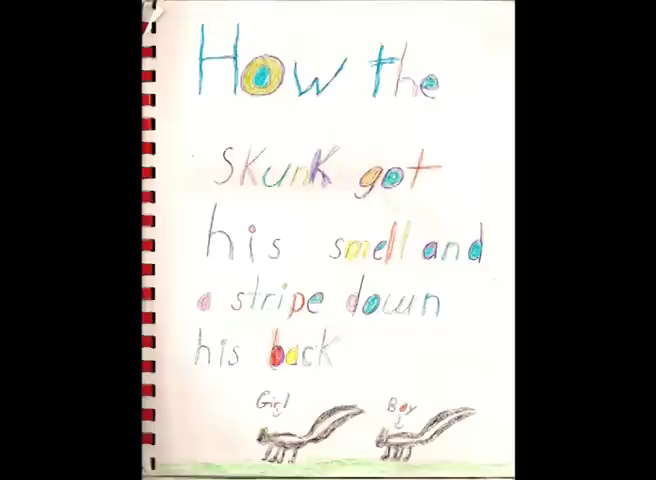 How the
skunk got
his smell and
a stripe down
his back
Girl
Boy